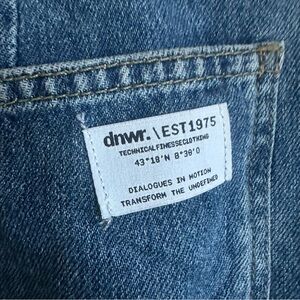 dnwr.\EST1975
TECHNICALFINESSECLOTHING
43°18'N 8°30'O
DIALOGUES IN MOTION
TRANSFORM THE UNDEFINED